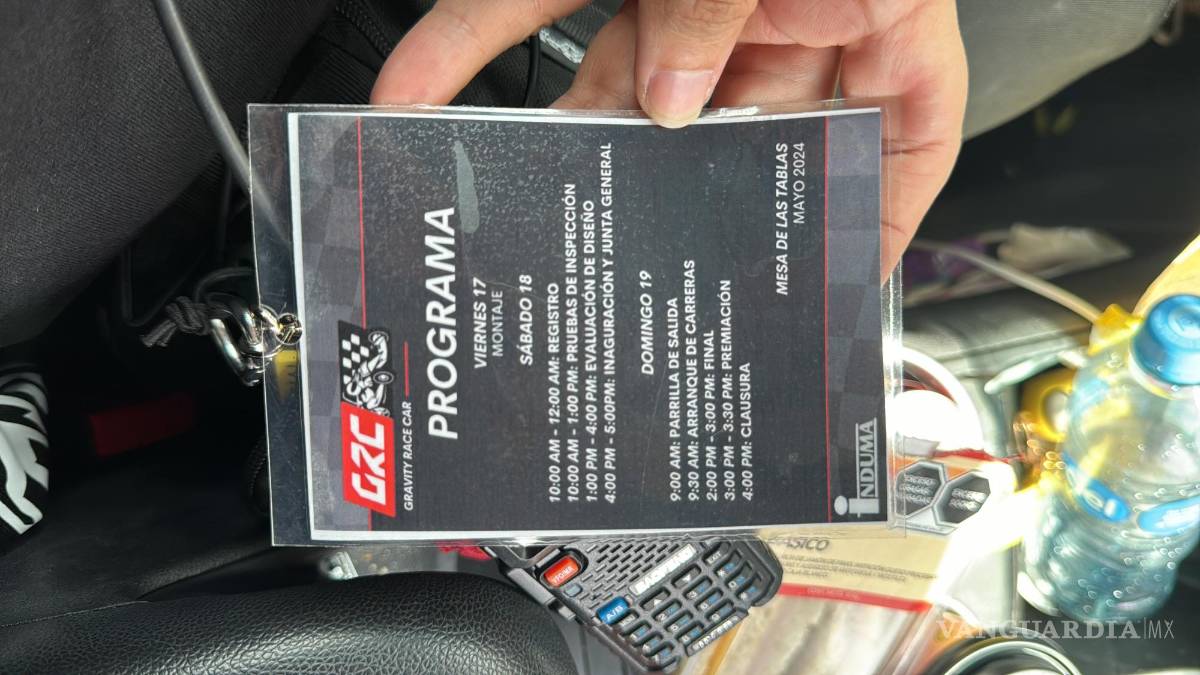 GRC
GRAVITY RACE CAR
PROGRAMA
VIERNES 17
MONTAJE
SÁBADO 18
10:00 AM - 12:00 AM: REGISTRO
10:00 AM - 1:00 PM: PRUEBAS DE INSPECCIÓN
1:00 PM - 4:00 PM: EVALUACIÓN DE DISEÑO
4:00 PM - 5:00PM: INAGURACIÓN Y JUNTA GENERAL
DOMINGO 19
9:00 AM: PARRILLA DE SALIDA
9:30 AM: ARRANQUE DE CARRERAS
2:00 PM -3:00 PM: FINAL
3:00 PM - 3:30 PM: PREMIACIÓN
4:00 PM: CLAUSURA
MESA DE LAS TABLAS
MAYO 2024
INDUMA
VFO/MR
A/B
EXCESO
VANGUARDIA|MX